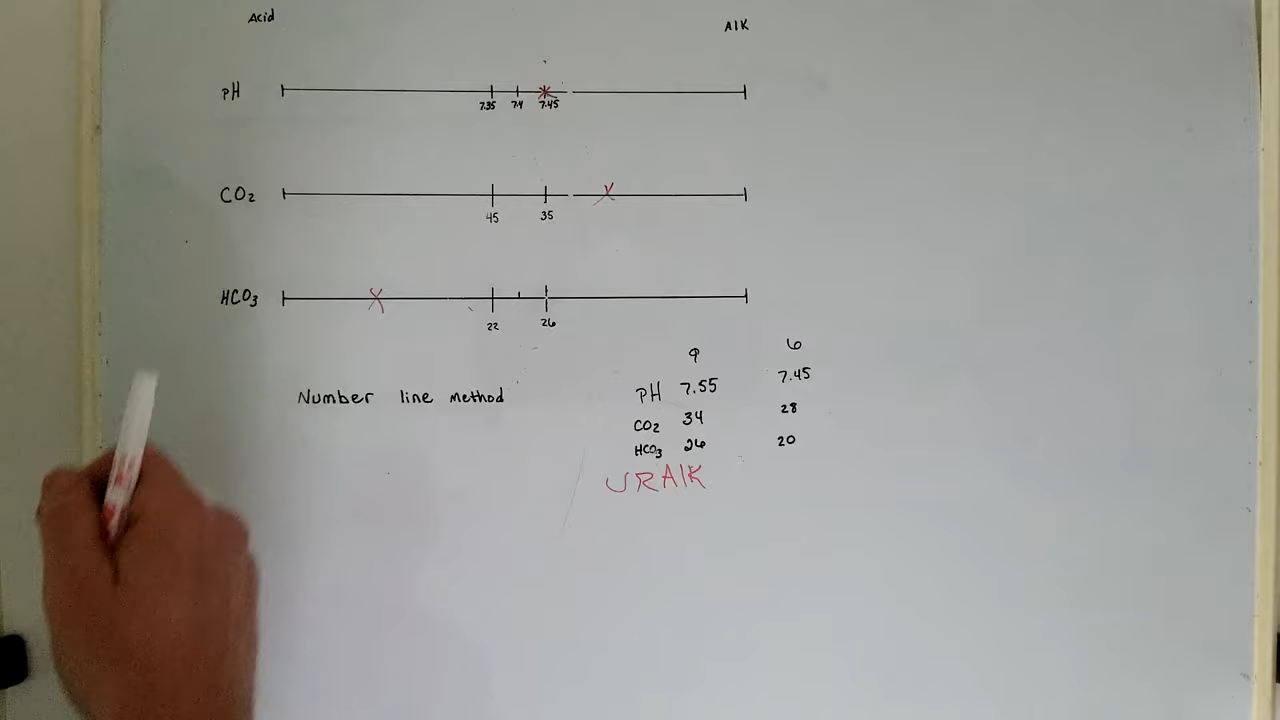 Acid AlK
pH
7.35 7.4 7.45
CO2
45 35
HCO3
22 26
Number line method
9 6
pH 7.55 7.45
CO2 34 28
HCO3 26 20
URAlK